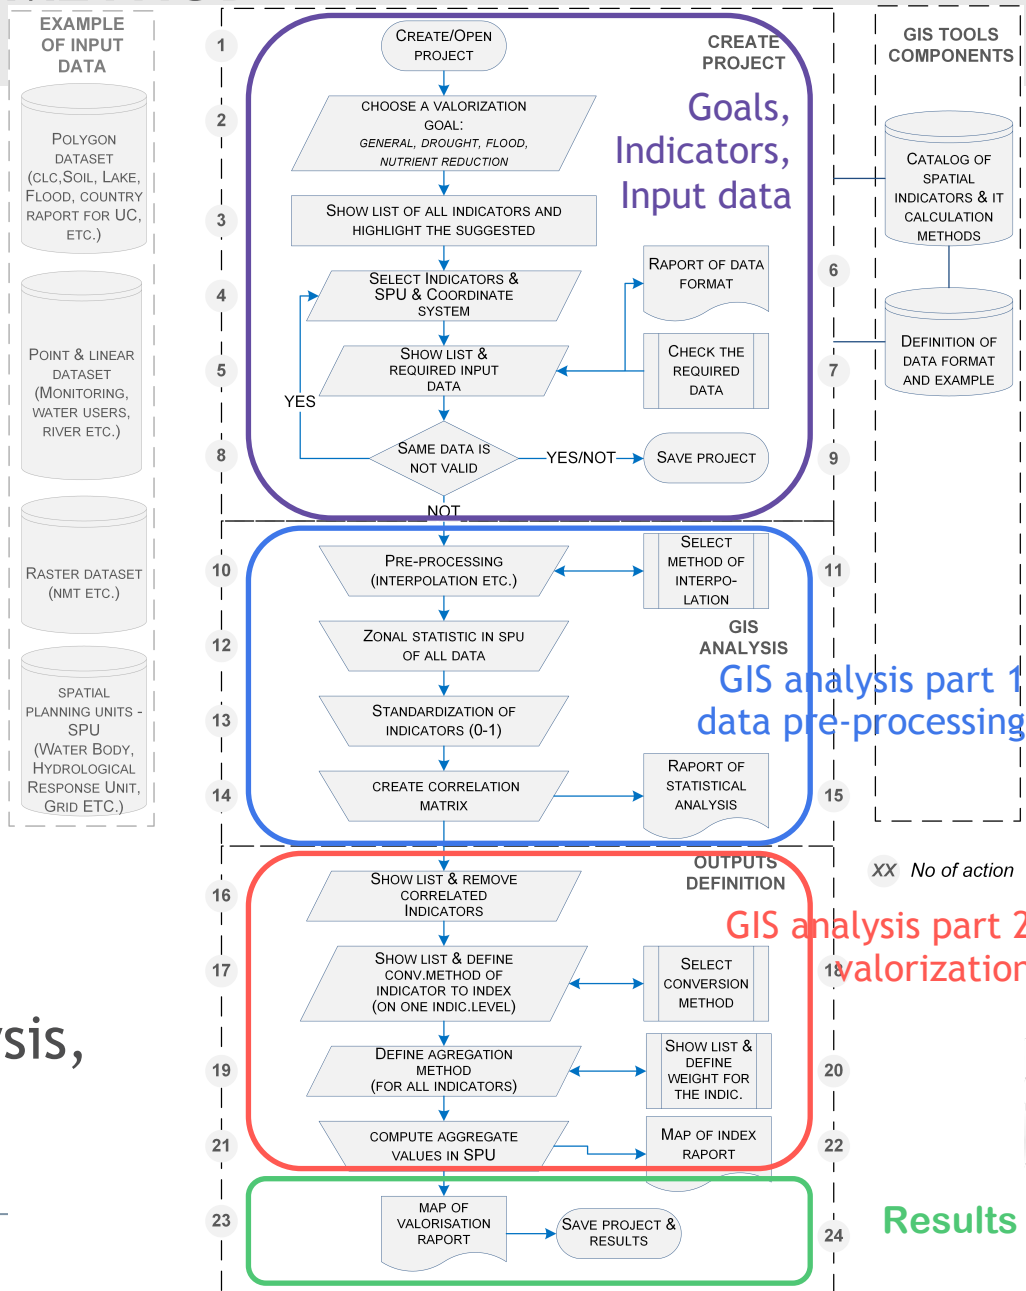 EXAMPLE
OF INPUT
DATA
POLYGON
DATASET
(CLC,SOIL, LAKE,
FLOOD, COUNTRY
RAPORT FOR UC,
ETC.)
POINT & LINEAR
DATASET
(MONITORING,
WATER USERS,
RIVER ETC.)
RASTER DATASET
(NMT ETC.)
SPATIAL
PLANNING UNITS -
SPU
(WATER BODY,
HYDROLOGICAL
RESPONSE UNIT,
GRID ETC.)
ysis,
1
CREATE/OPEN
PROJECT
CREATE
PROJECT
Goals,
Indicators,
Input data
2
CHOOSE A VALORIZATION
GOAL:
GENERAL, DROUGHT, FLOOD,
NUTRIENT REDUCTION
3
SHOW LIST OF ALL INDICATORS AND
HIGHLIGHT THE SUGGESTED
4
SELECT INDICATORS &
SPU & COORDINATE
SYSTEM
RAPORT OF DATA
FORMAT
6
5
SHOW LIST &
REQUIRED INPUT
DATA
CHECK THE
REQUIRED
DATA
7
YES
8
SAME DATA IS
NOT VALID
YES/NOT
SAVE PROJECT
9
NOT
10
PRE-PROCESSING
(INTERPOLATION ETC.)
SELECT
METHOD OF
INTERPO-
LATION
11
12
ZONAL STATISTIC IN SPU
OF ALL DATA
GIS
ANALYSIS
GIS analysis part 1
data pre-processing
13
STANDARDIZATION OF
INDICATORS (0-1)
14
CREATE CORRELATION
MATRIX
RAPORT OF
STATISTICAL
ANALYSIS
15
OUTPUTS
DEFINITION
16
SHOW LIST & REMOVE
CORRELATED
INDICATORS
GIS analysis part 2
valorization
17
SHOW LIST & DEFINE
CONV.METHOD OF
INDICATOR TO INDEX
(ON ONE INDIC.LEVEL)
SELECT
CONVERSION
METHOD
18
19
DEFINE AGREGATION
METHOD
(FOR ALL INDICATORS)
SHOW LIST &
DEFINE
WEIGHT FOR
THE INDIC.
20
21
COMPUTE AGGREGATE
VALUES IN SPU
MAP OF INDEX
RAPORT
22
23
MAP OF
VALORISATION
RAPORT
SAVE PROJECT &
RESULTS
24
Results
GIS TOOLS
COMPONENTS
CATALOG OF
SPATIAL
INDICATORS & IT
CALCULATION
METHODS
DEFINITION OF
DATA FORMAT
AND EXAMPLE
XX No of action